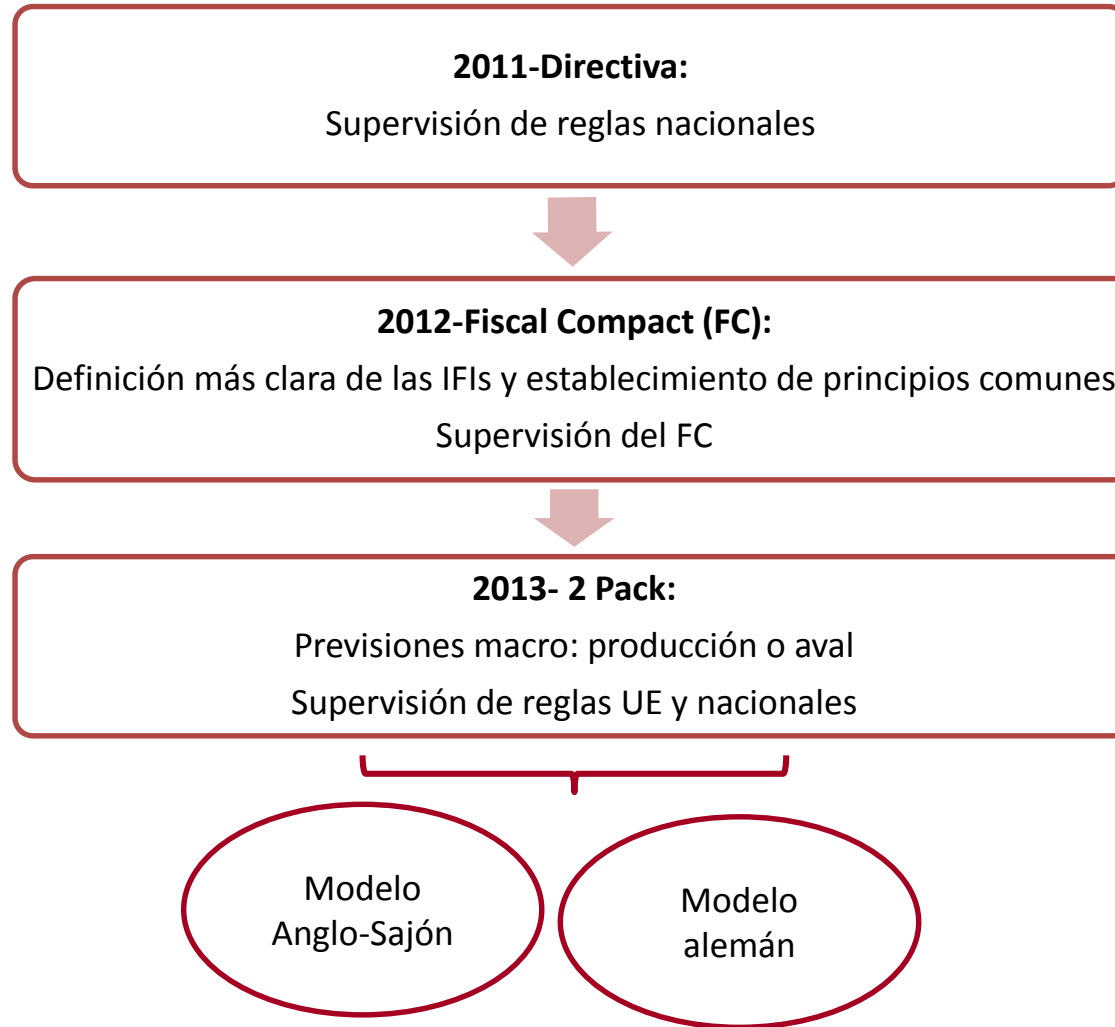 2011-Directiva:
Supervisión de reglas nacionales
2012-Fiscal Compact (FC):
Definición más clara de las IFIs y establecimiento de principios comunes
Supervisión del FC
2013- 2 Pack:
Previsiones macro: producción o aval
Supervisión de reglas UE y nacionales
Modelo
Anglo-Sajón
Modelo
alemán